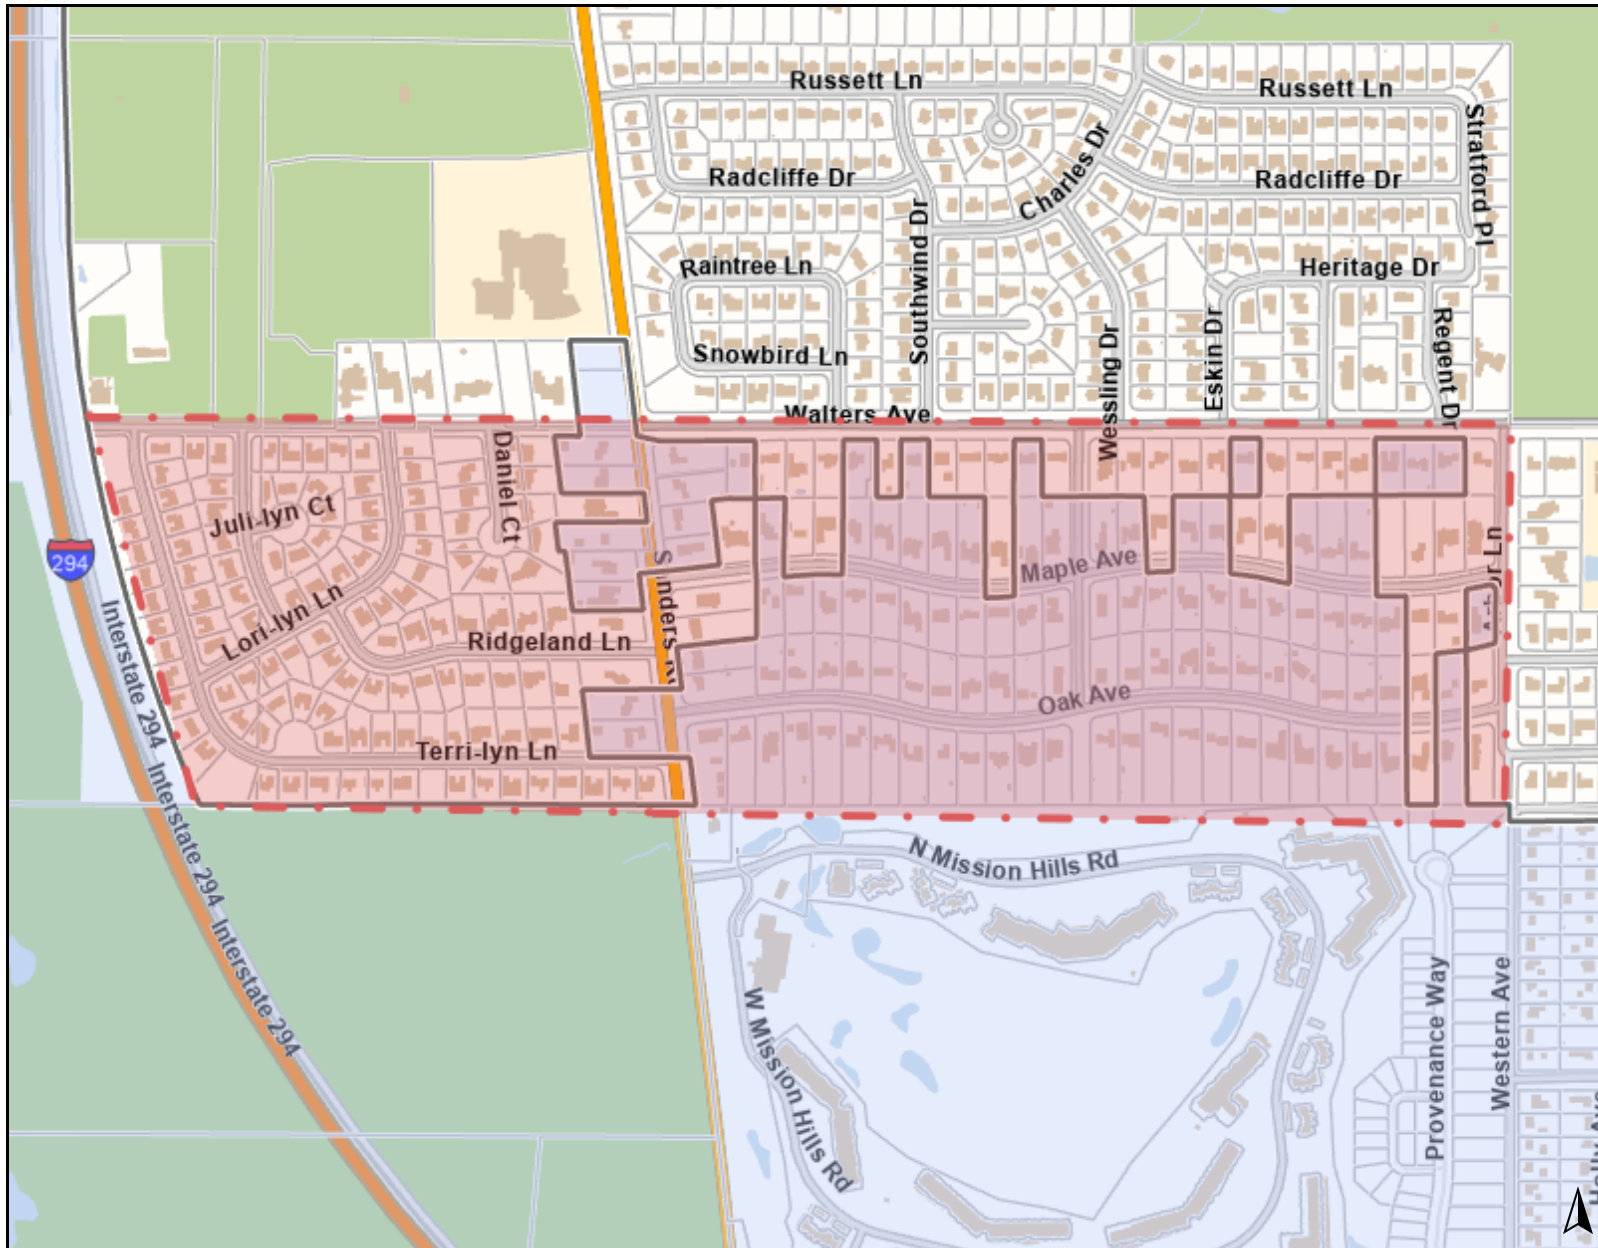 Russett Ln
Russett Ln
Stratford Pl
Charles Dr
Radcliffe Dr
Radcliffe Dr
Southwind Dr
Raintree Ln
Heritage Dr
Snowbird Ln
Wessling Dr
Eskin Dr
Regent Dr
Walters Ave
Daniel Ct
Juli-lyn Ct
294
Maple Ave
Lori-lyn Ln
Ridgeland Ln
Ln
Oak Ave
Terri-lyn Ln
Interstate 294
Interstate 294
Interstate 294
N Mission Hills Rd
W Mission Hills Rd
Provenance Way
Western Ave